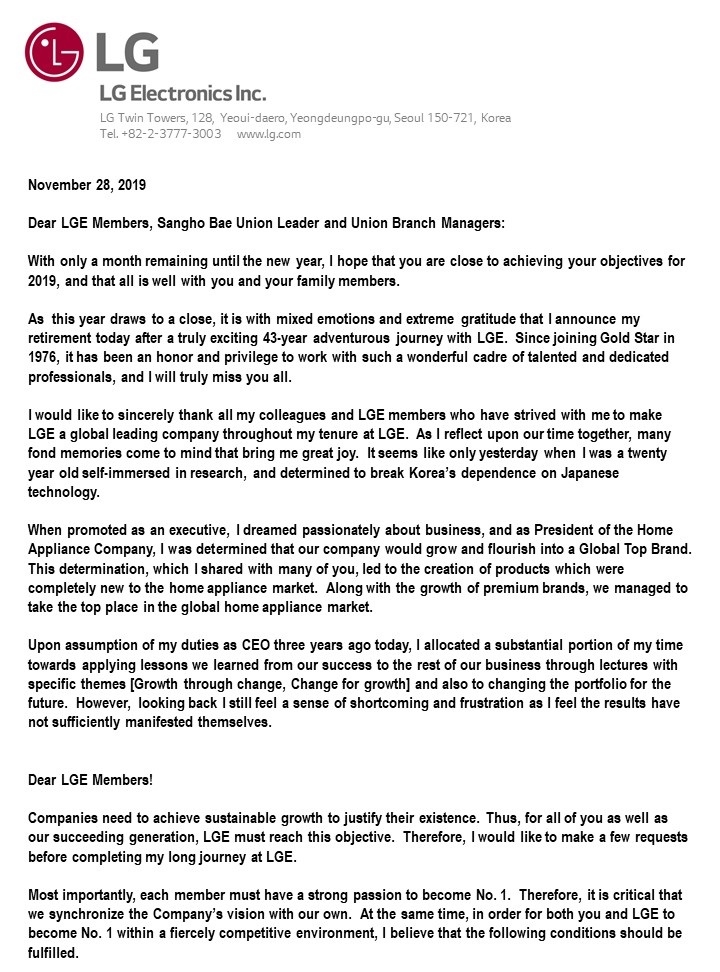 LG
LG Electronics Inc.
LG Twin Towers, 128, Yeoui-daero, Yeongdeungpo-gu, Seoul 150-721, Korea
Tel. +82-2-3777-3003 www.lg.com
November 28, 2019
Dear LGE Members, Sangho Bae Union Leader and Union Branch Managers:
With only a month remaining until the new year, I hope that you are close to achieving your objectives for
2019, and that all is well with you and your family members.
As this year draws to a close, it is with mixed emotions and extreme gratitude that I announce my
retirement today after a truly exciting 43-year adventurous journey with LGE. Since joining Gold Star in
1976, it has been an honor and privilege to work with such a wonderful cadre of talented and dedicated
professionals, and I will truly miss you all.
I would like to sincerely thank all my colleagues and LGE members who have strived with me to make
LGE a global leading company throughout my tenure at LGE. As I reflect upon our time together, many
fond memories come to mind that bring me great joy. It seems like only yesterday when I was a twenty
year old self-immersed in research, and determined to break Korea's dependence on Japanese
technology.
When promoted as an executive, I dreamed passionately about business, and as President of the Home
Appliance Company, I was determined that our company would grow and flourish into a Global Top Brand.
This determination, which I shared with many of you, led to the creation of products which were
completely new to the home appliance market. Along with the growth of premium brands, we managed to
take the top place in the global home appliance market.
Upon assumption of my duties as CEO three years ago today, I allocated a substantial portion of my time
towards applying lessons we learned from our success to the rest of our business through lectures with
specific themes [Growth through change, Change for growth] and also to changing the portfolio for the
future. However, looking back I still feel a sense of shortcoming and frustration as I feel the results have
not sufficiently manifested themselves.
Dear LGE Members!
Companies need to achieve sustainable growth to justify their existence. Thus, for all of you as well as
our succeeding generation, LGE must reach this objective. Therefore, I would like to make a few requests
before completing my long journey at LGE.
Most importantly, each member must have a strong passion to become No. 1. Therefore, it is critical that
we synchronize the Company's vision with our own. At the same time, in order for both you and LGE to
become No. 1 within a fiercely competitive environment, I believe that the following conditions should be
fulfilled.